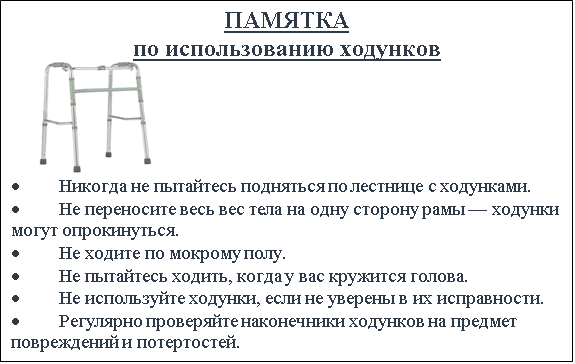 ПАМЯТКА
по использованию ходунков
• Никогда не пытайтесь подняться по лестнице с ходунками.
• Не переносите весь вес тела на одну сторону рамы — ходунки
могут опрокинуться.
• Не ходите по мокрому полу.
• Не пытайтесь ходить, когда у вас кружится голова.
• Не используйте ходунки, если не уверены в их исправности.
• Регулярно проверяйте наконечники ходунков на предмет
повреждений и потертостей.